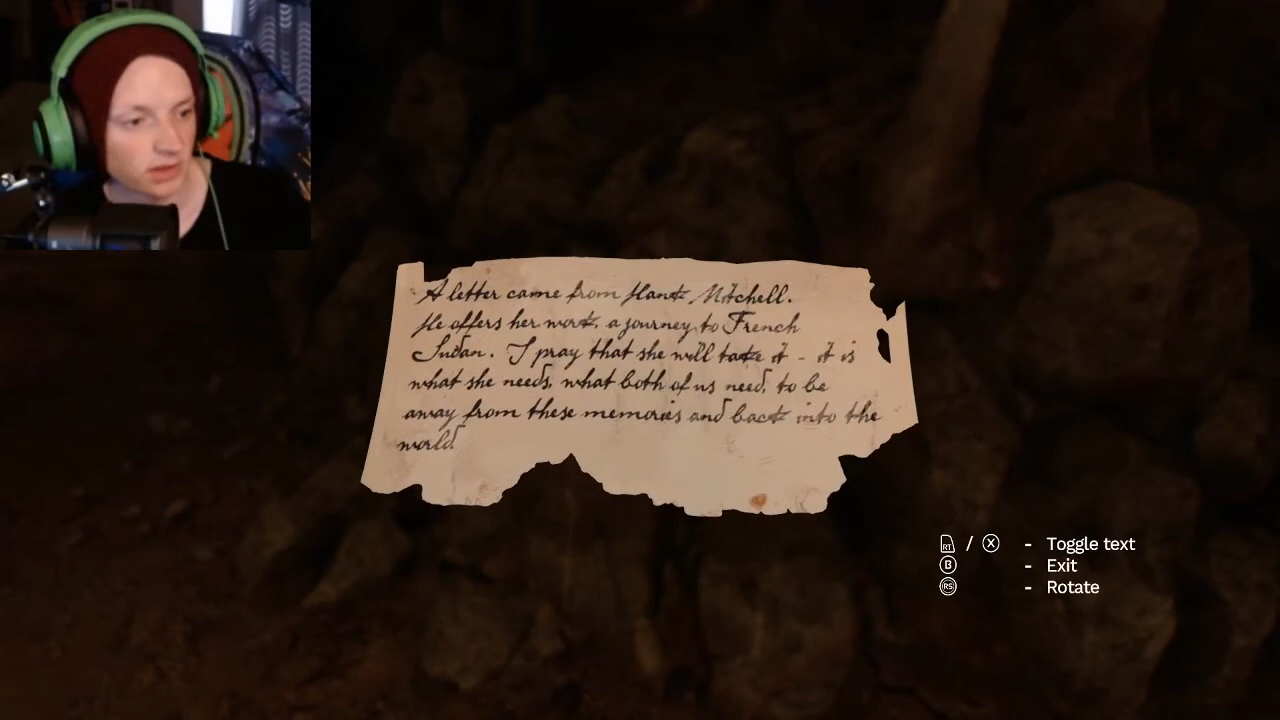 A letter came from Hank Mitchell.
He offers her work, a journey to French
Sudan. I pray that she will take it - it is
what she needs, what both of us need, to be
away from these memories and back into the
world.
RT / X - Toggle text
B - Exit
RS - Rotate